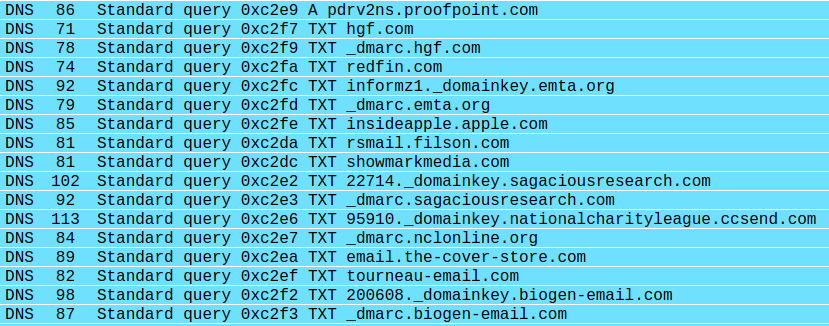 DNS 86 Standard query 0xc2e9 A pdrv2ns.proofpoint.com
DNS 71 Standard query 0xc2f7 TXT hgf.com
DNS 78 Standard query 0xc2f9 TXT _dmarc.hgf.com
DNS 74 Standard query 0xc2fa TXT redfin.com
DNS 92 Standard query 0xc2fc TXT informz1._domainkey.emta.org
DNS 79 Standard query 0xc2fd TXT _dmarc.emta.org
DNS 85 Standard query 0xc2fe TXT insideapple.apple.com
DNS 81 Standard query 0xc2da TXT rsmail.filson.com
DNS 81 Standard query 0xc2dc TXT showmarkmedia.com
DNS 102 Standard query 0xc2e2 TXT 22714._domainkey.sagaciousresearch.com
DNS 92 Standard query 0xc2e3 TXT _dmarc.sagaciousresearch.com
DNS 113 Standard query 0xc2e6 TXT 95910._domainkey.nationalcharityleague.ccsend.com
DNS 84 Standard query 0xc2e7 TXT _dmarc.nclonline.org
DNS 89 Standard query 0xc2ea TXT email.the-cover-store.com
DNS 82 Standard query 0xc2ef TXT tourneau-email.com
DNS 98 Standard query 0xc2f2 TXT 200608._domainkey.biogen-email.com
DNS 87 Standard query 0xc2f3 TXT _dmarc.biogen-email.com